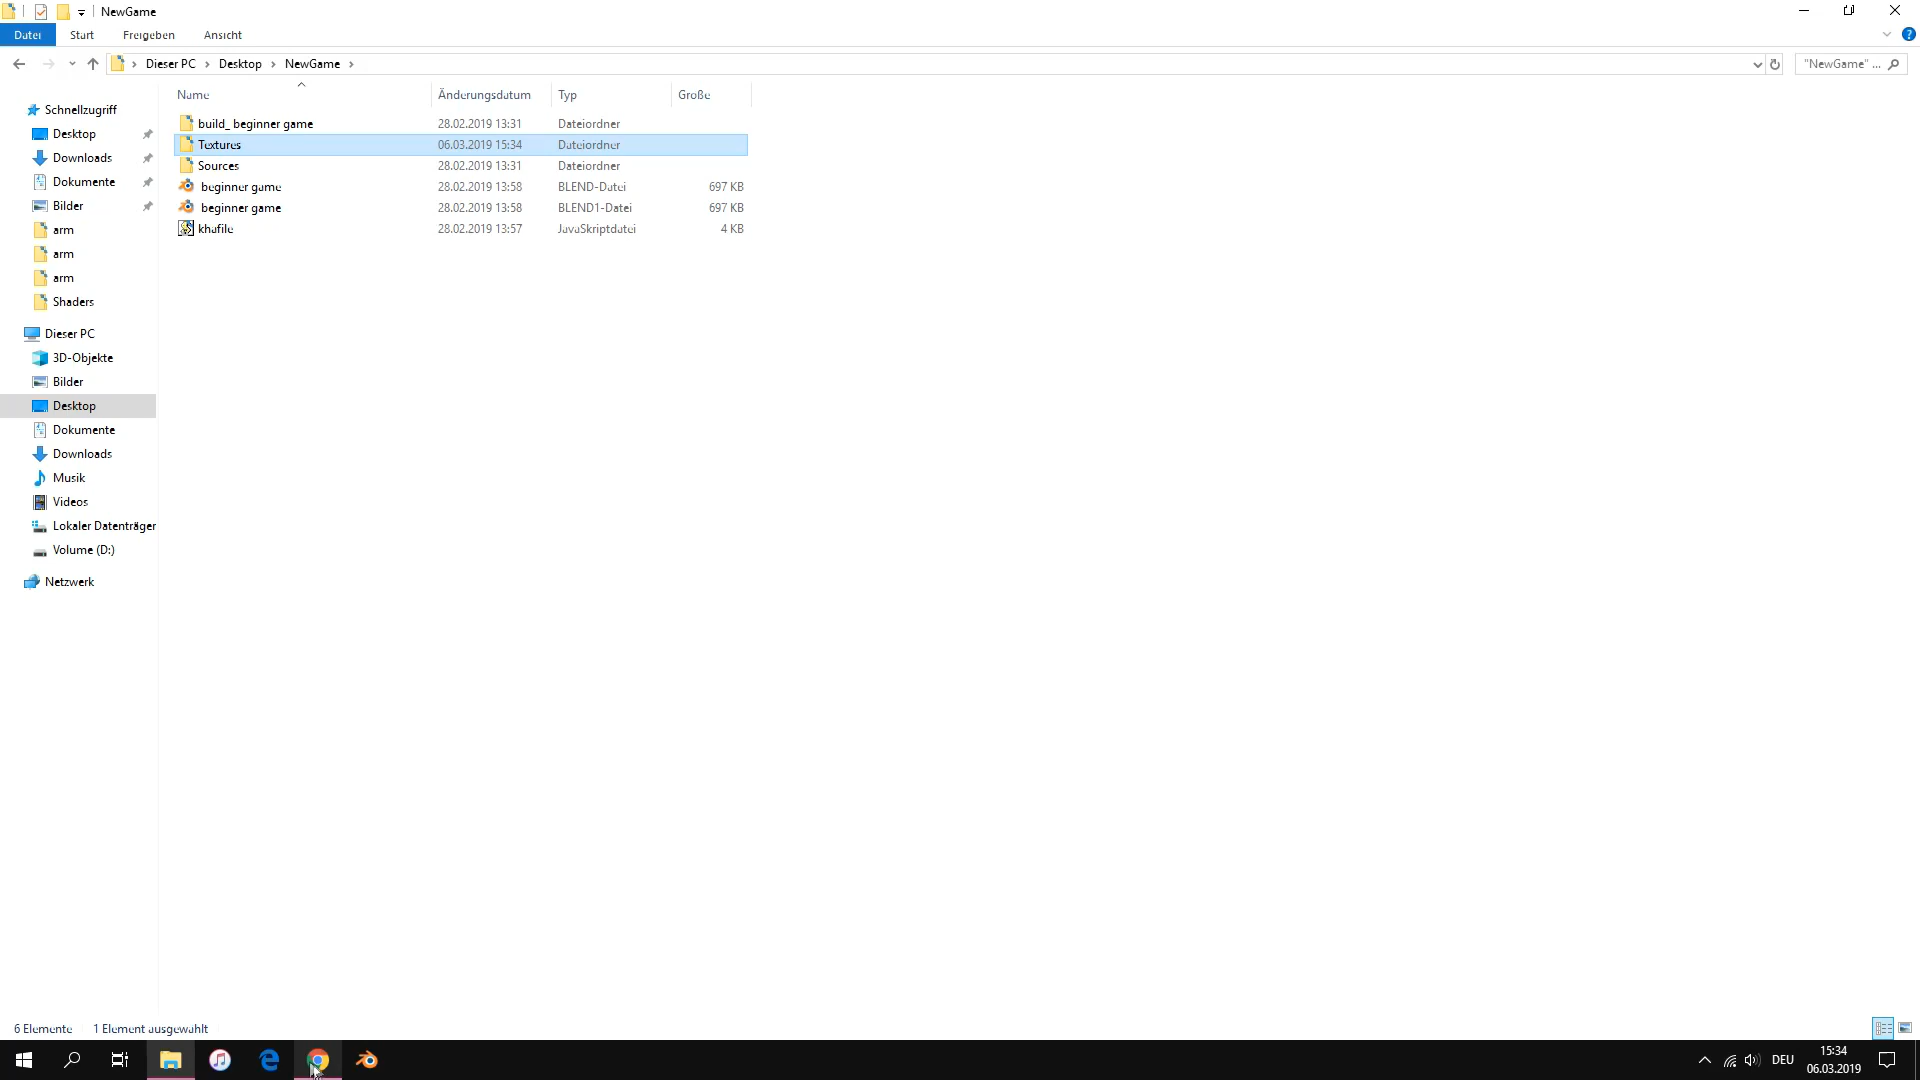 NewGame
Datei Start Freigeben Ansicht
Dieser PC Desktop NewGame "NewGame" ...
Name Änderungsdatum Typ Größe
Schnellzugriff
Desktop
Downloads
Dokumente
Bilder
arm
arm
arm
Shaders
Dieser PC
3D-Objekte
Bilder
Desktop
Dokumente
Downloads
Musik
Videos
Lokaler Datenträger
Volume (D:)
Netzwerk
build_ beginner game 28.02.2019 13:31 Dateiordner
Textures 06.03.2019 15:34 Dateiordner
Sources 28.02.2019 13:31 Dateiordner
beginner game 28.02.2019 13:58 BLEND-Datei 697 KB
beginner game 28.02.2019 13:58 BLEND1-Datei 697 KB
khafile 28.02.2019 13:57 JavaSkriptdatei 4 KB
6 Elemente 1 Element ausgewählt
DEU 15:34
06.03.2019